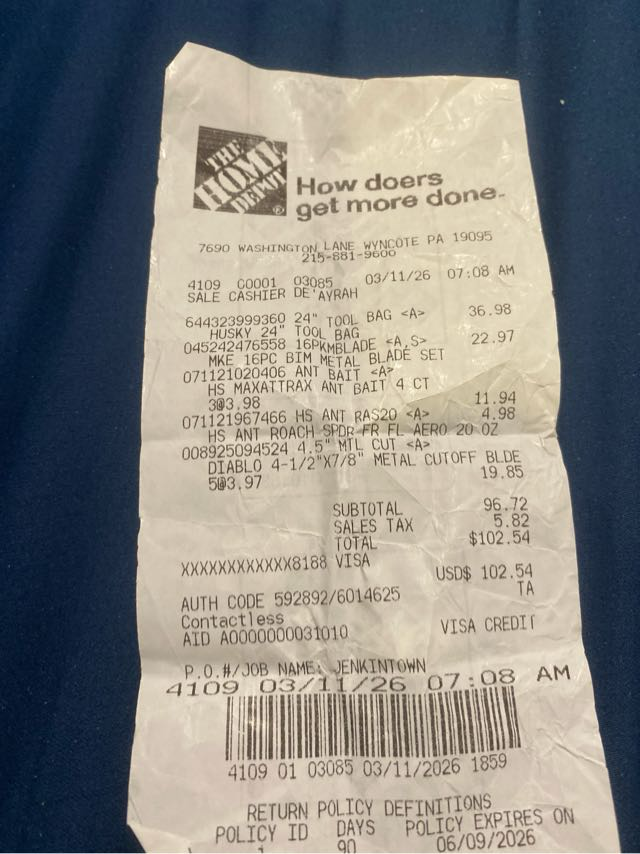 THE
HOME
DEPOT
How doers
get more done.
7690 WASHINGTON LANE WYNCOTE PA 19095
215-881-9600
4109 C0001 03085 03/11/26 07:08 AM
SALE CASHIER DE'AYRAH
644323999360 24" TOOL BAG <A> 36.98
HUSKY 24" TOOL BAG
045242476558 16PKMBLADE <A,S> 22.97
MKE 16PC BIM METAL BLADE SET
071121020406 ANT BAIT <A>
HS MAXATTRAX ANT BAIT 4 CT
3@3.98 11.94
071121967466 HS ANT RAS20 <A> 4.98
HS ANT ROACH SPDR FR FL AERO 20 OZ
008925094524 4.5" MTL CUT <A>
DIABLO 4-1/2"X7/8" METAL CUTOFF BLDE
5@3.97 19.85
SUBTOTAL 96.72
SALES TAX 5.82
TOTAL $102.54
XXXXXXXXXXXX8188 VISA
USD$ 102.54
AUTH CODE 592892/6014625 TA
Contactless
AID A0000000031010 VISA CREDIT
P.O.#/JOB NAME: JENKINTOWN
4109 03/11/26 07:08 AM
4109 01 03085 03/11/2026 1859
RETURN POLICY DEFINITIONS
POLICY ID DAYS POLICY EXPIRES ON
1 90 06/09/2026